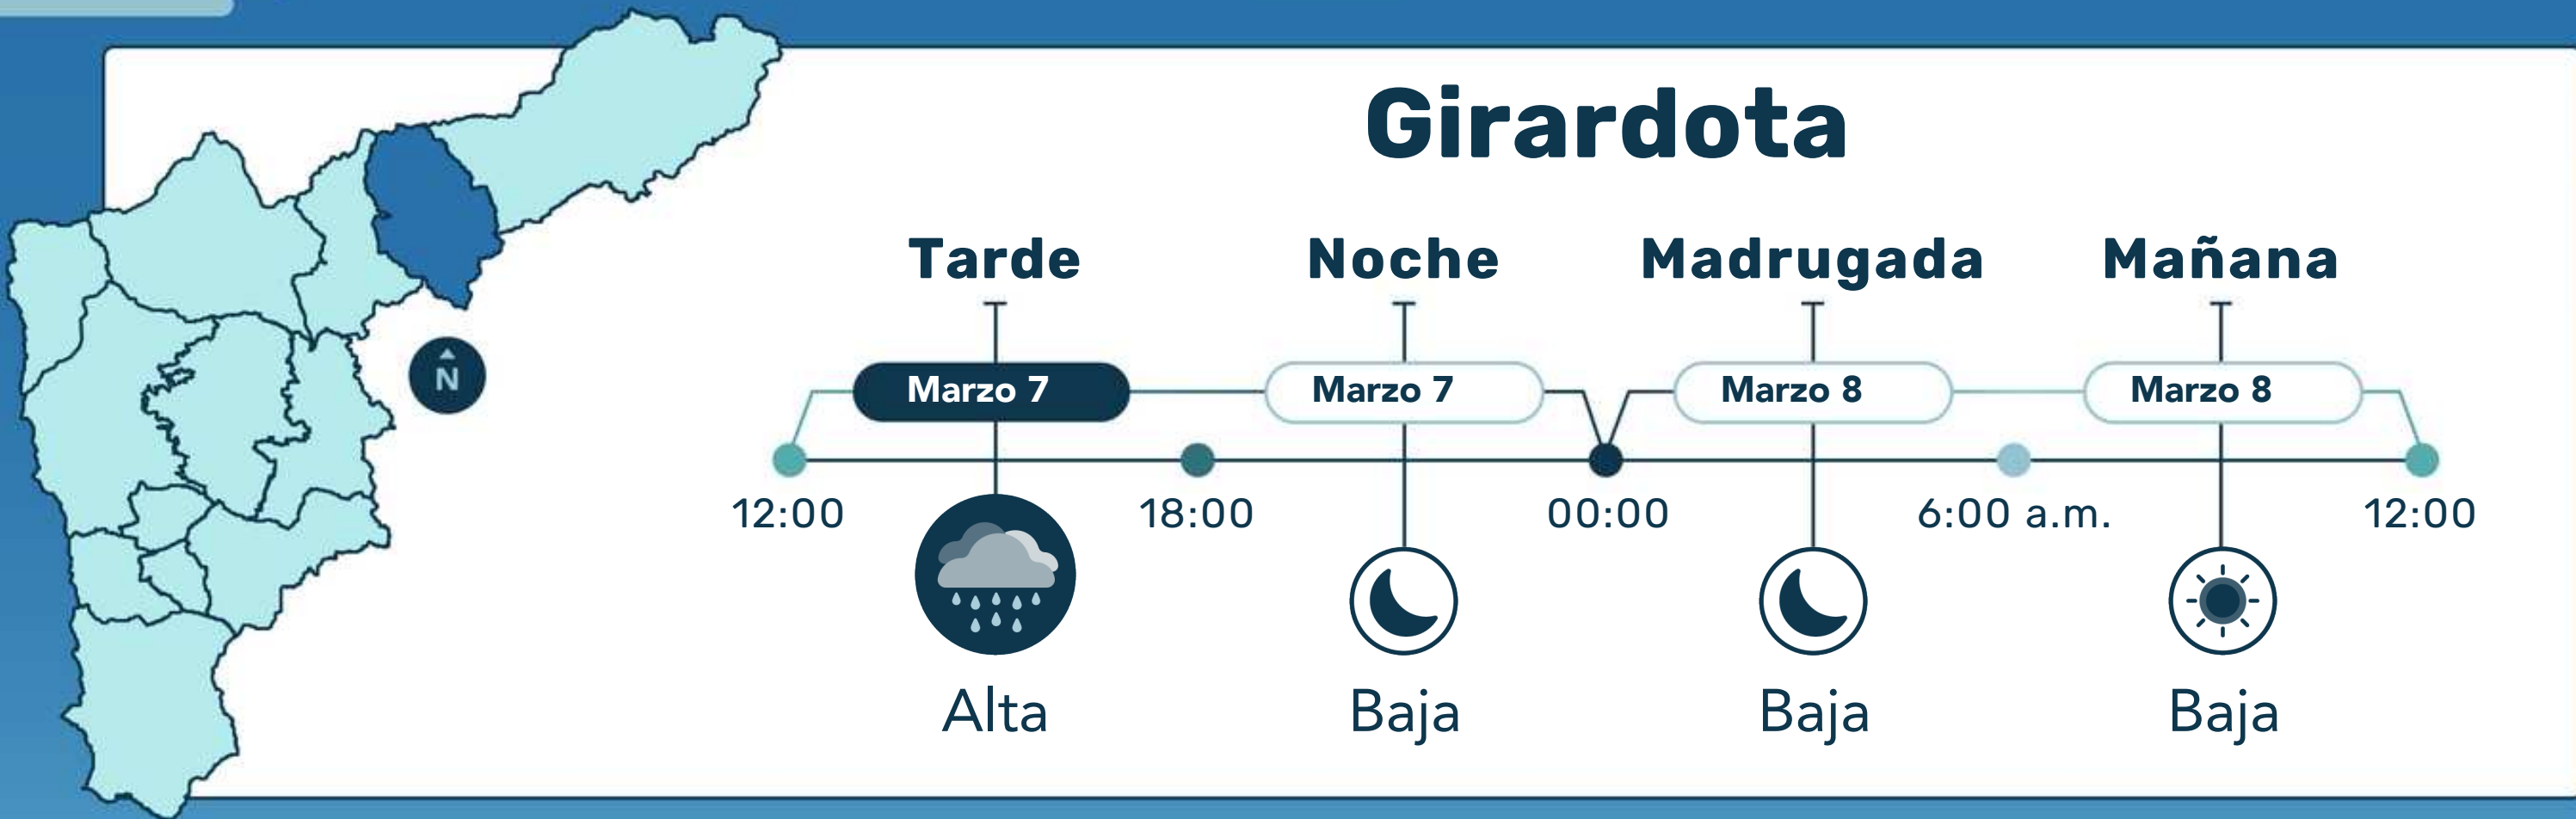 Girardota
Tarde Noche Madrugada Mañana
Marzo 7 Marzo 7 Marzo 8 Marzo 8
N
12:00 18:00 00:00 6:00 a.m. 12:00
Alta Baja Baja Baja